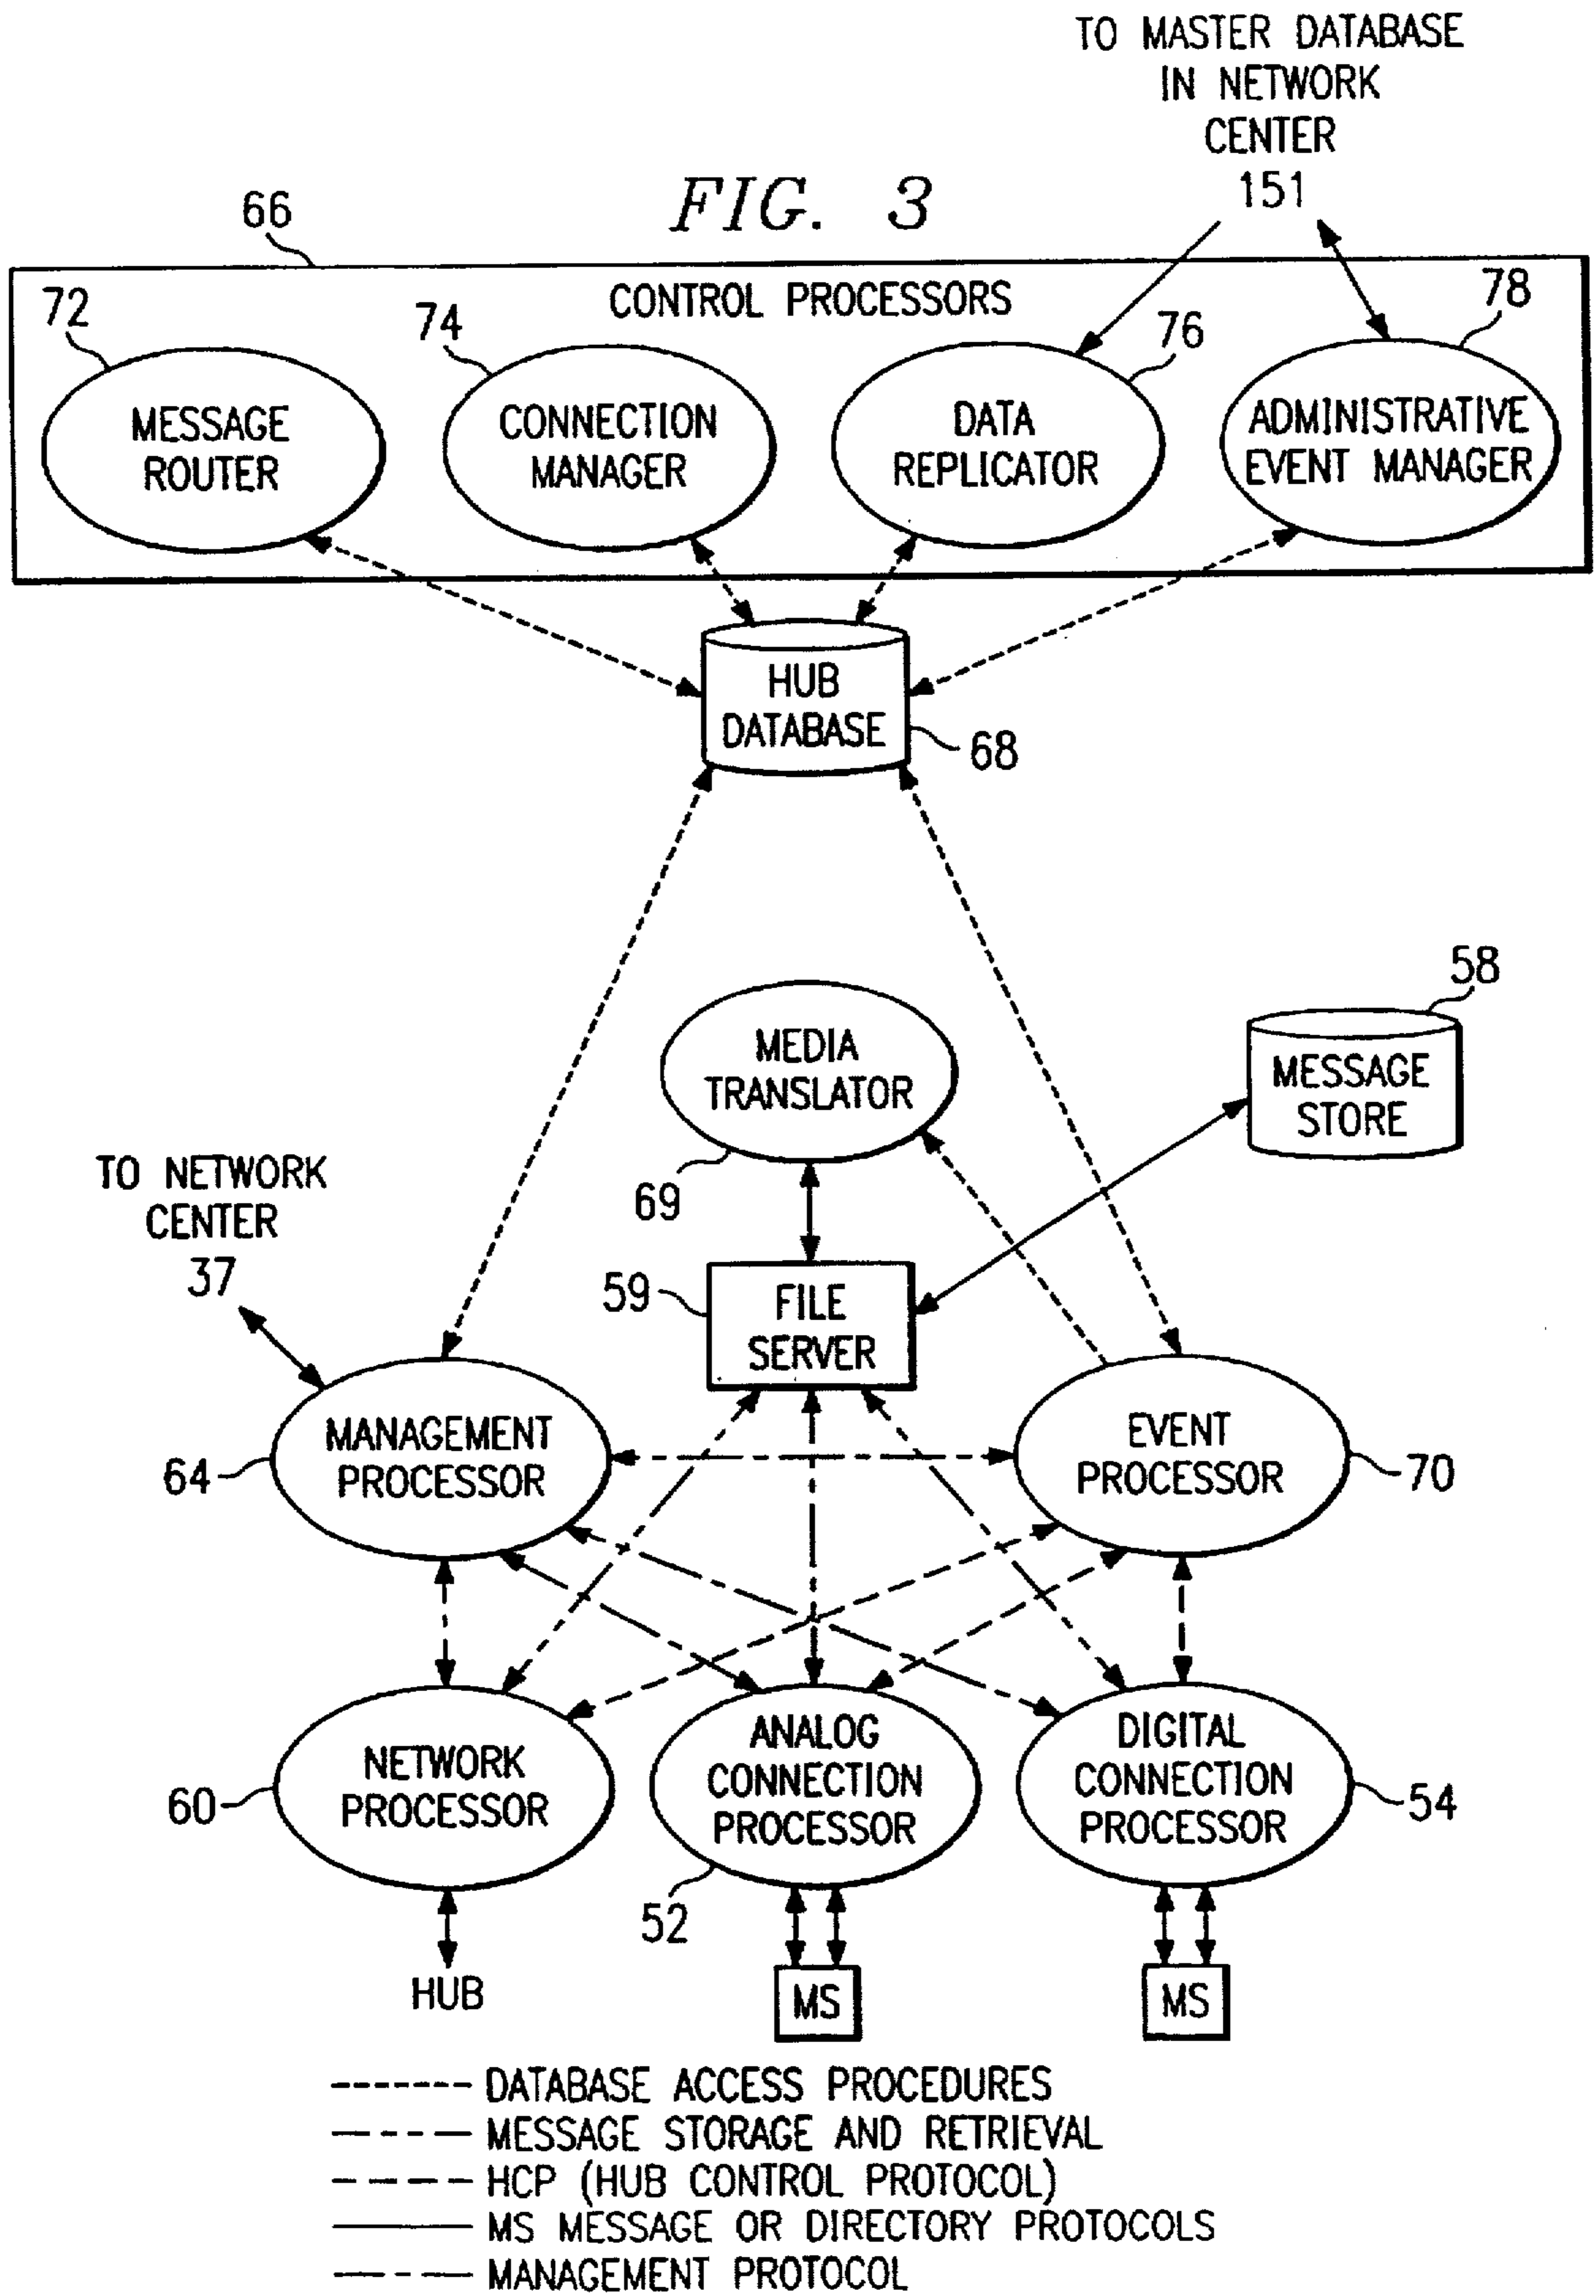 TO MASTER DATABASE
IN NETWORK
CENTER
151
FIG. 3
66
CONTROL PROCESSORS
72
74
76
78
MESSAGE
ROUTER
CONNECTION
MANAGER
DATA
REPLICATOR
ADMINISTRATIVE
EVENT MANAGER
HUB
DATABASE
68
58
MESSAGE
STORE
MEDIA
TRANSLATOR
69
TO NETWORK
CENTER
37
59
FILE
SERVER
MANAGEMENT
PROCESSOR
64
EVENT
PROCESSOR
70
NETWORK
PROCESSOR
60
ANALOG
CONNECTION
PROCESSOR
52
DIGITAL
CONNECTION
PROCESSOR
54
HUB
MS
MS
DATABASE ACCESS PROCEDURES
MESSAGE STORAGE AND RETRIEVAL
HCP (HUB CONTROL PROTOCOL)
MS MESSAGE OR DIRECTORY PROTOCOLS
MANAGEMENT PROTOCOL